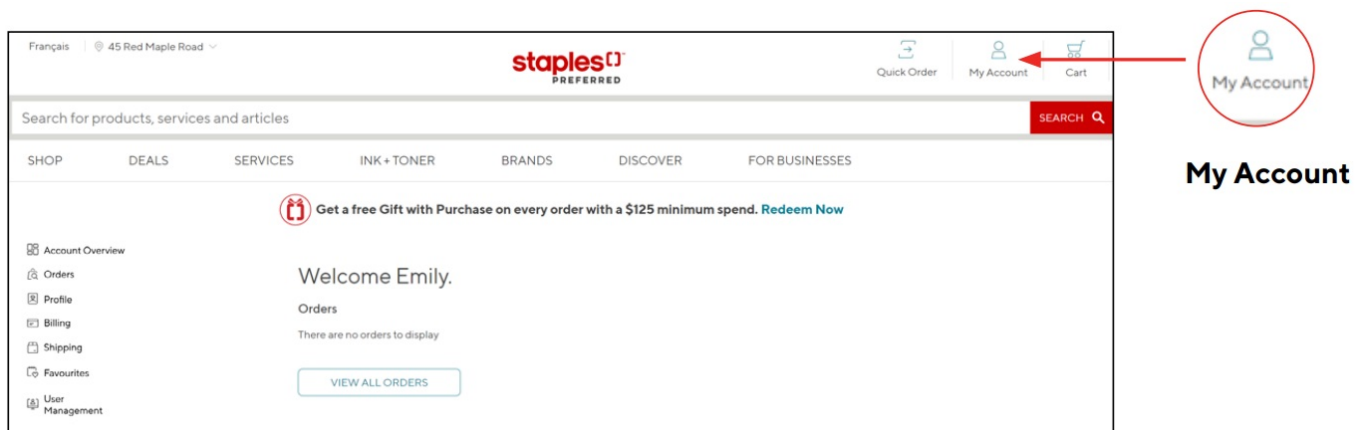 Français
45 Red Maple Road
staples
PREFERRED
Quick Order
My Account
Cart
My Account
Search for products, services and articles
SEARCH
SHOP
DEALS
SERVICES
INK + TONER
BRANDS
DISCOVER
FOR BUSINESSES
My Account
Get a free Gift with Purchase on every order with a $125 minimum spend. Redeem Now
Account Overview
Orders
Profile
Billing
Shipping
Favourites
User
Management
Welcome Emily.
Orders
There are no orders to display
VIEW ALL ORDERS